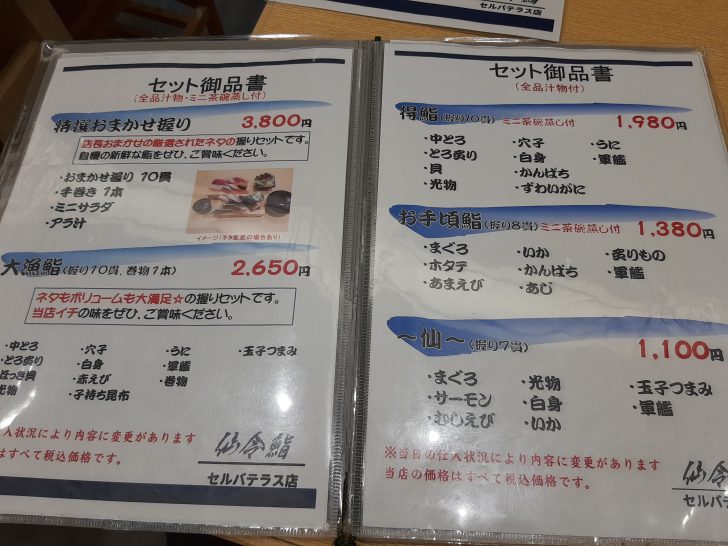 セルバテラス店
セット御品書
(全品汁物・ミニ茶碗蒸し付)
特撰おまかせ握り 3,800円
店長おまかせの厳選されたネタの握りセットです。
自慢の新鮮な鮨をぜひ、ご賞味ください。
・おまかせ握り 10貫
・手巻き 1本
・ミニサラダ
・アラ汁
イメージ(ネタ変更の場合あり)
大漁鮨(握り10貫、巻物1本) 2,650円
ネタもボリュームも大満足☆の握りセットです。
当店イチの味をぜひ、ご賞味ください。
・中とろ ・穴子 ・うに ・玉子つまみ
・とろ炙り ・白身 ・軍艦
ほっき貝 ・赤えび ・巻物
光物 ・子持ち昆布
入状況により内容に変更があります
はすべて税込価格です。
仙令鮨
セルバテラス店
セット御品書
(全品汁物付)
得鮨(握り10貫)ミニ茶碗蒸し付 1,980円
・中とろ ・穴子 ・うに
・とろ炙り ・白身 ・軍艦
・貝 ・かんぱち
・光物 ・ずわいがに
お手頃鮨(握り8貫)ミニ茶碗蒸し付 1,380円
・まぐろ ・いか ・炙りもの
・ホタテ ・かんぱち ・軍艦
・あまえび ・あじ
～仙～(握り7貫) 1,100円
・まぐろ ・光物 ・玉子つまみ
・サーモン ・白身 ・軍艦
・むしえび ・いか
※当日の仕入状況により内容に変更があります。
当店の価格はすべて税込価格です。
仙令
セルバテラ